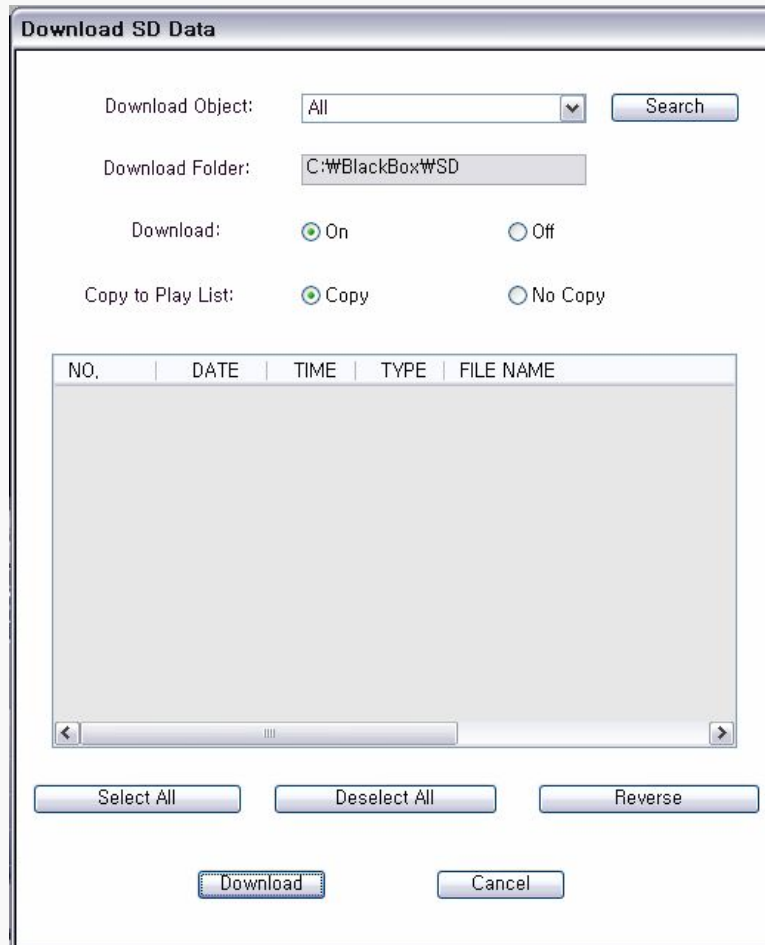 Download SD Data
Download Object: All Search
Download Folder: C:₩BlackBox₩SD
Download: On Off
Copy to Play List: Copy No Copy
NO. DATE TIME TYPE FILE NAME
Select All Deselect All Reverse
Download Cancel